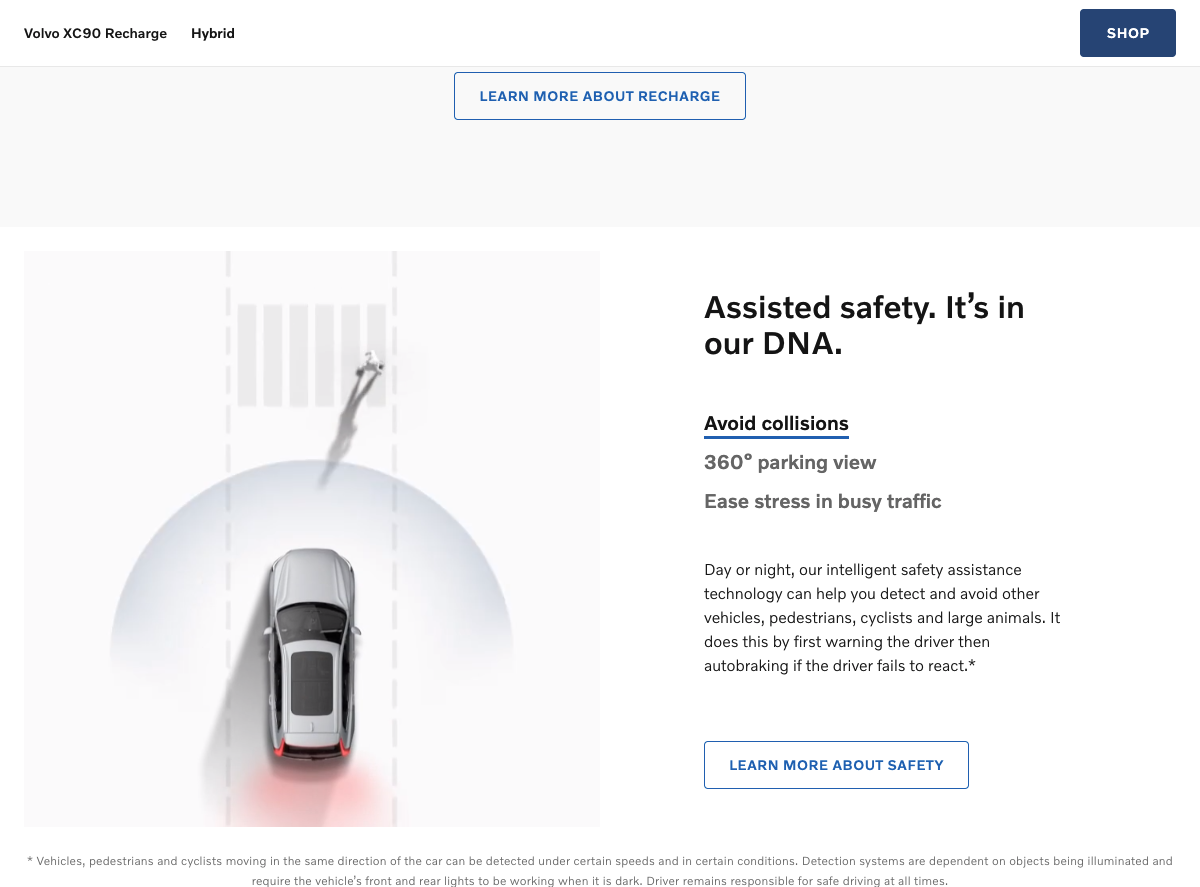 Volvo XC90 Recharge Hybrid SHOP
LEARN MORE ABOUT RECHARGE
Assisted safety. It’s in
our DNA.
Avoid collisions
360° parking view
Ease stress in busy traffic
Day or night, our intelligent safety assistance
technology can help you detect and avoid other
vehicles, pedestrians, cyclists and large animals. It
does this by first warning the driver then
autobraking if the driver fails to react.*
LEARN MORE ABOUT SAFETY
* Vehicles, pedestrians and cyclists moving in the same direction of the car can be detected under certain speeds and in certain conditions. Detection systems are dependent on objects being illuminated and
require the vehicle’s front and rear lights to be working when it is dark. Driver remains responsible for safe driving at all times.